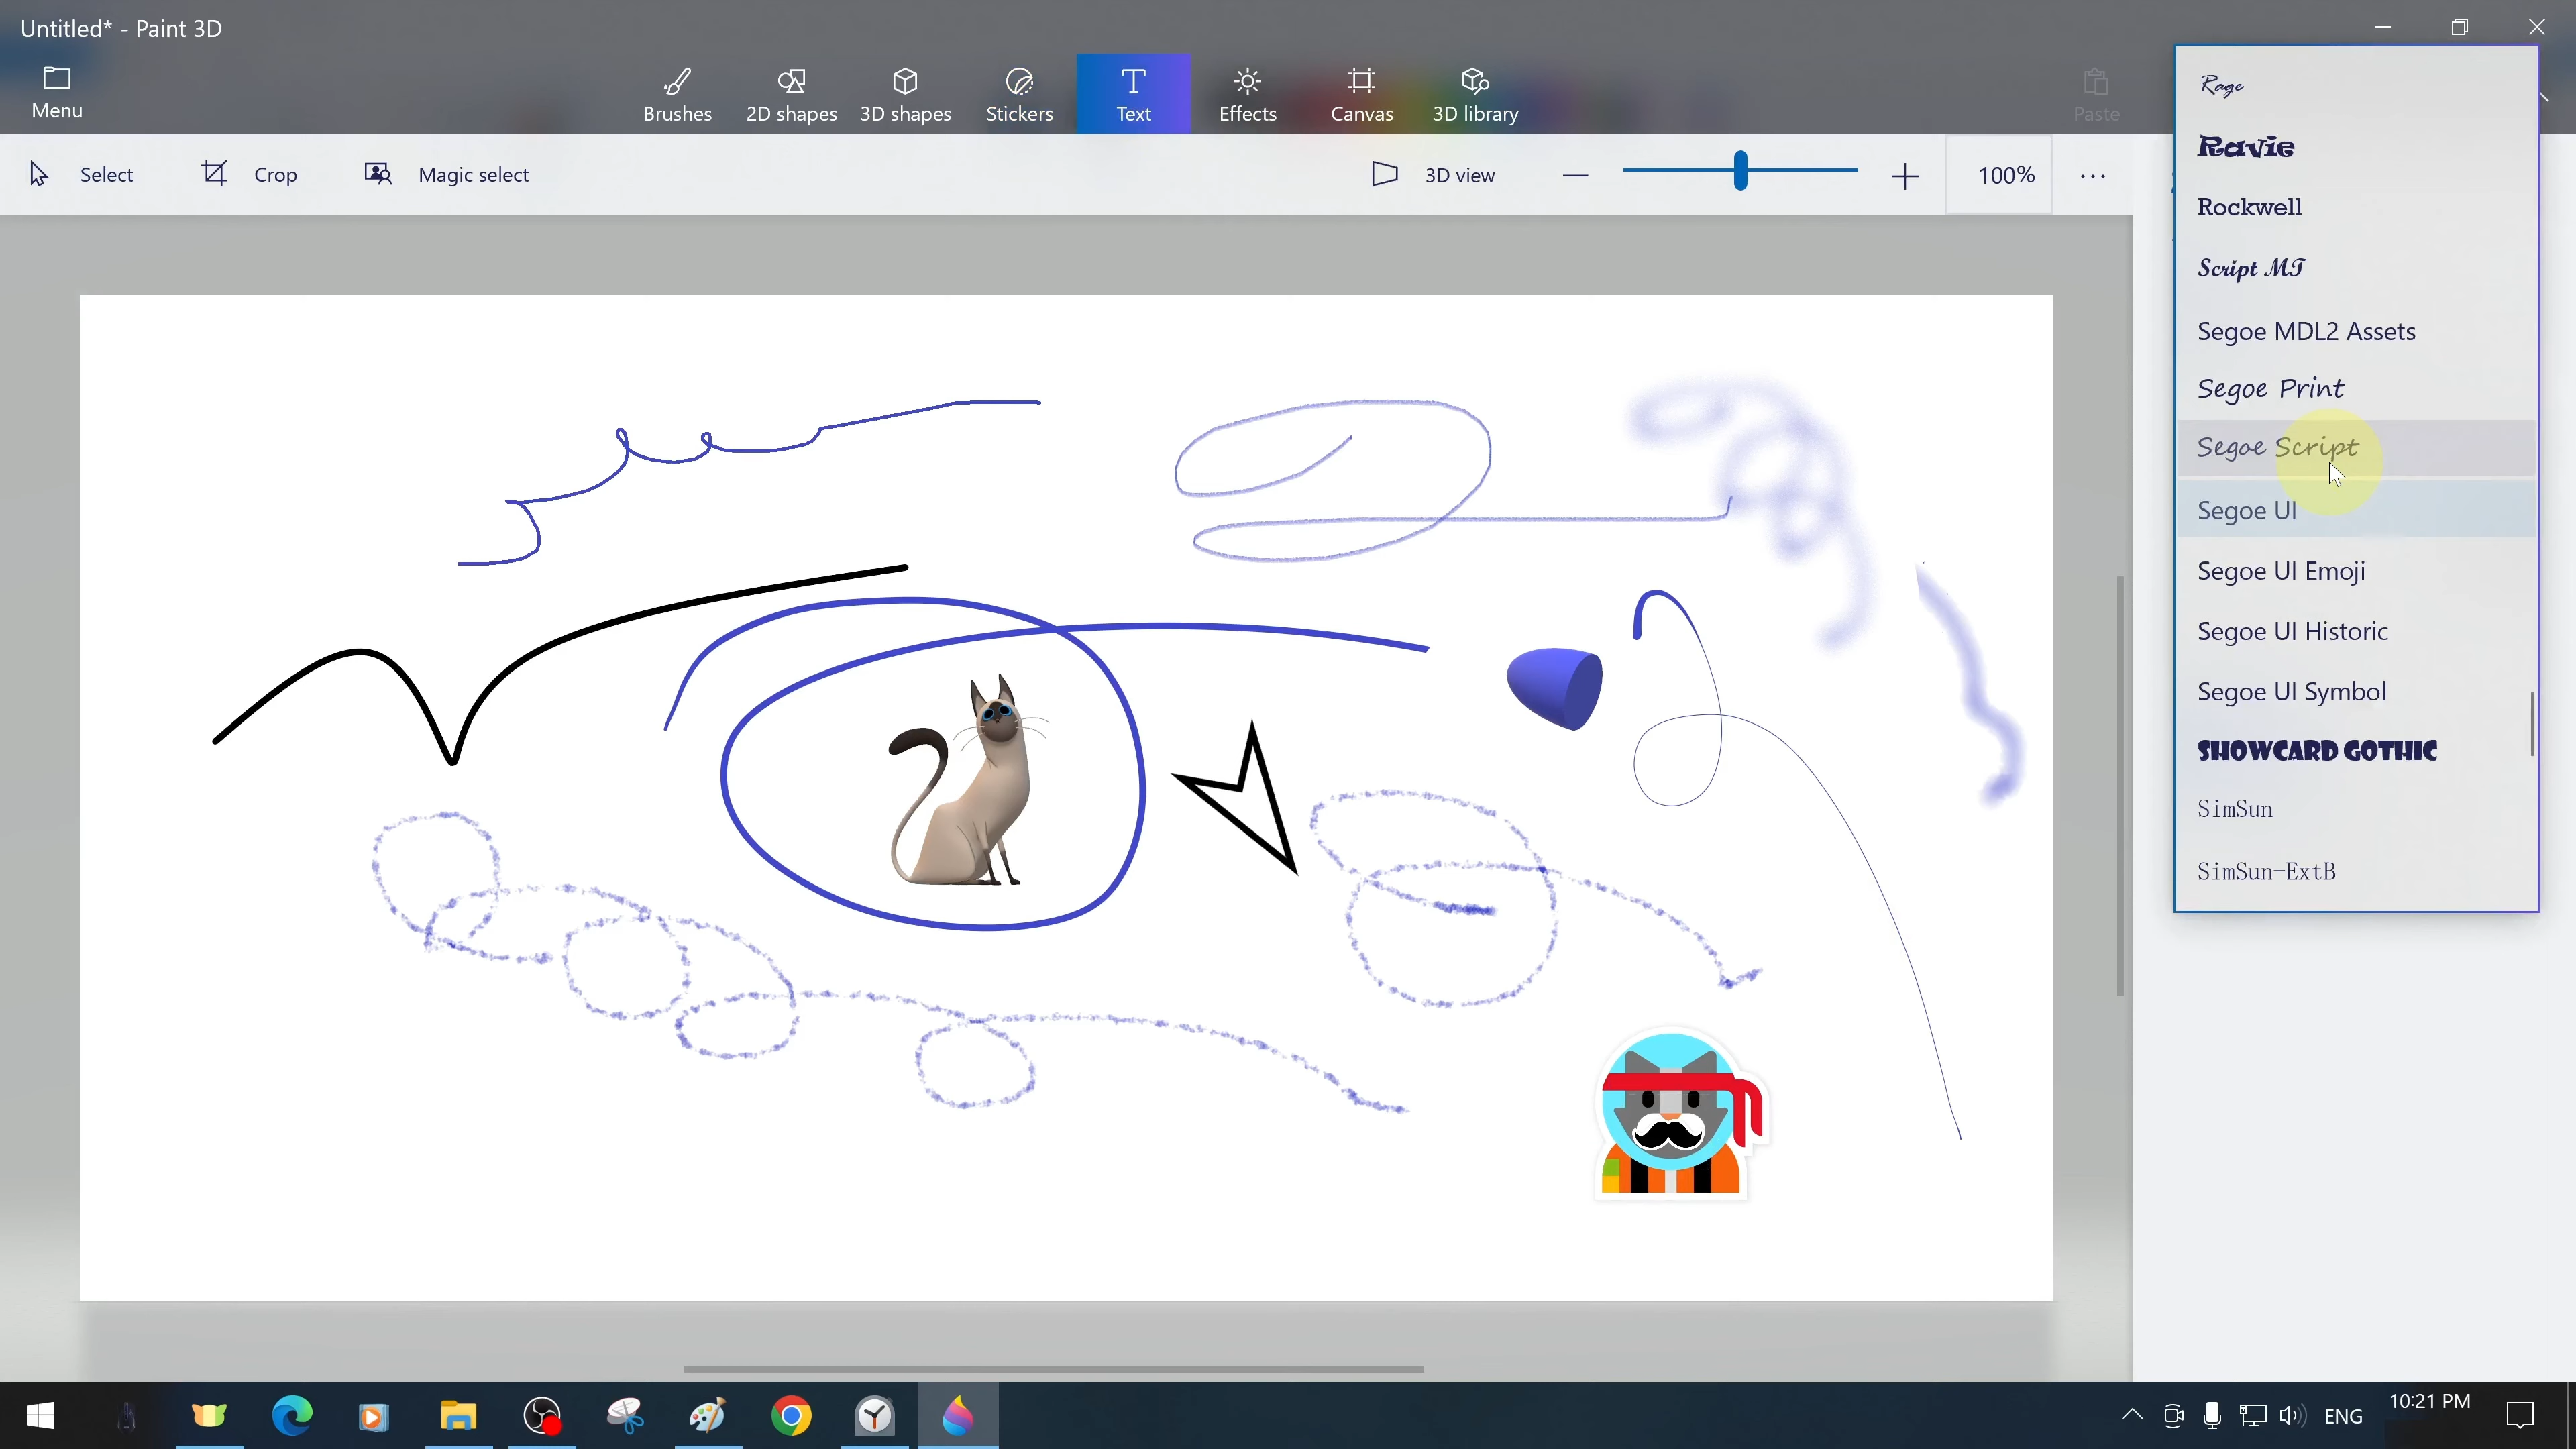 Untitled* - Paint 3D
Menu
Brushes
2D shapes
3D shapes
Stickers
Text
Effects
Canvas
3D library
Paste
Select
Crop
Magic select
3D view
100%
Rage
Ravie
Rockwell
Script MT
Segoe MDL2 Assets
Segoe Print
Segoe Script
Segoe UI
Segoe UI Emoji
Segoe UI Historic
Segoe UI Symbol
SHOWCARD GOTHIC
SimSun
SimSun-ExtB
ENG
10:21 PM